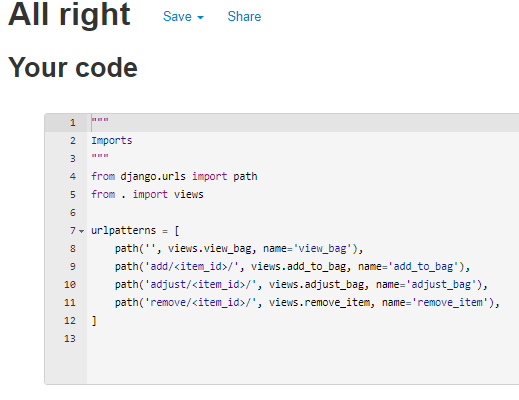 All right Save Share
Your code
1 """
2 Imports
3 """
4 from django.urls import path
5 from . import views
6
7 urlpatterns = [
8     path('', views.view_bag, name='view_bag'),
9     path('add/<item_id>/', views.add_to_bag, name='add_to_bag'),
10     path('adjust/<item_id>/', views.adjust_bag, name='adjust_bag'),
11     path('remove/<item_id>/', views.remove_item, name='remove_item'),
12 ]
13